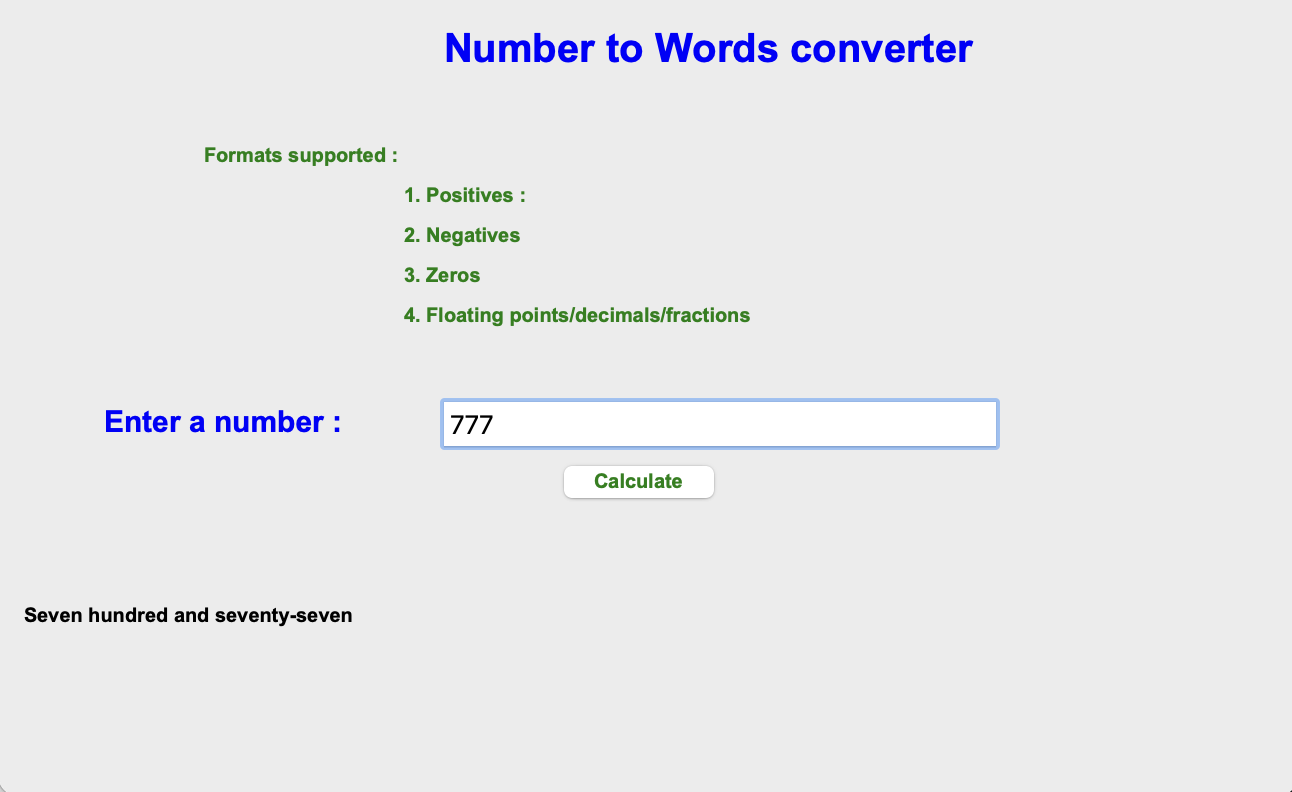 Number to Words converter
Formats supported :
1. Positives :
2. Negatives
3. Zeros
4. Floating points/decimals/fractions
Enter a number : 777
Calculate
Seven hundred and seventy-seven